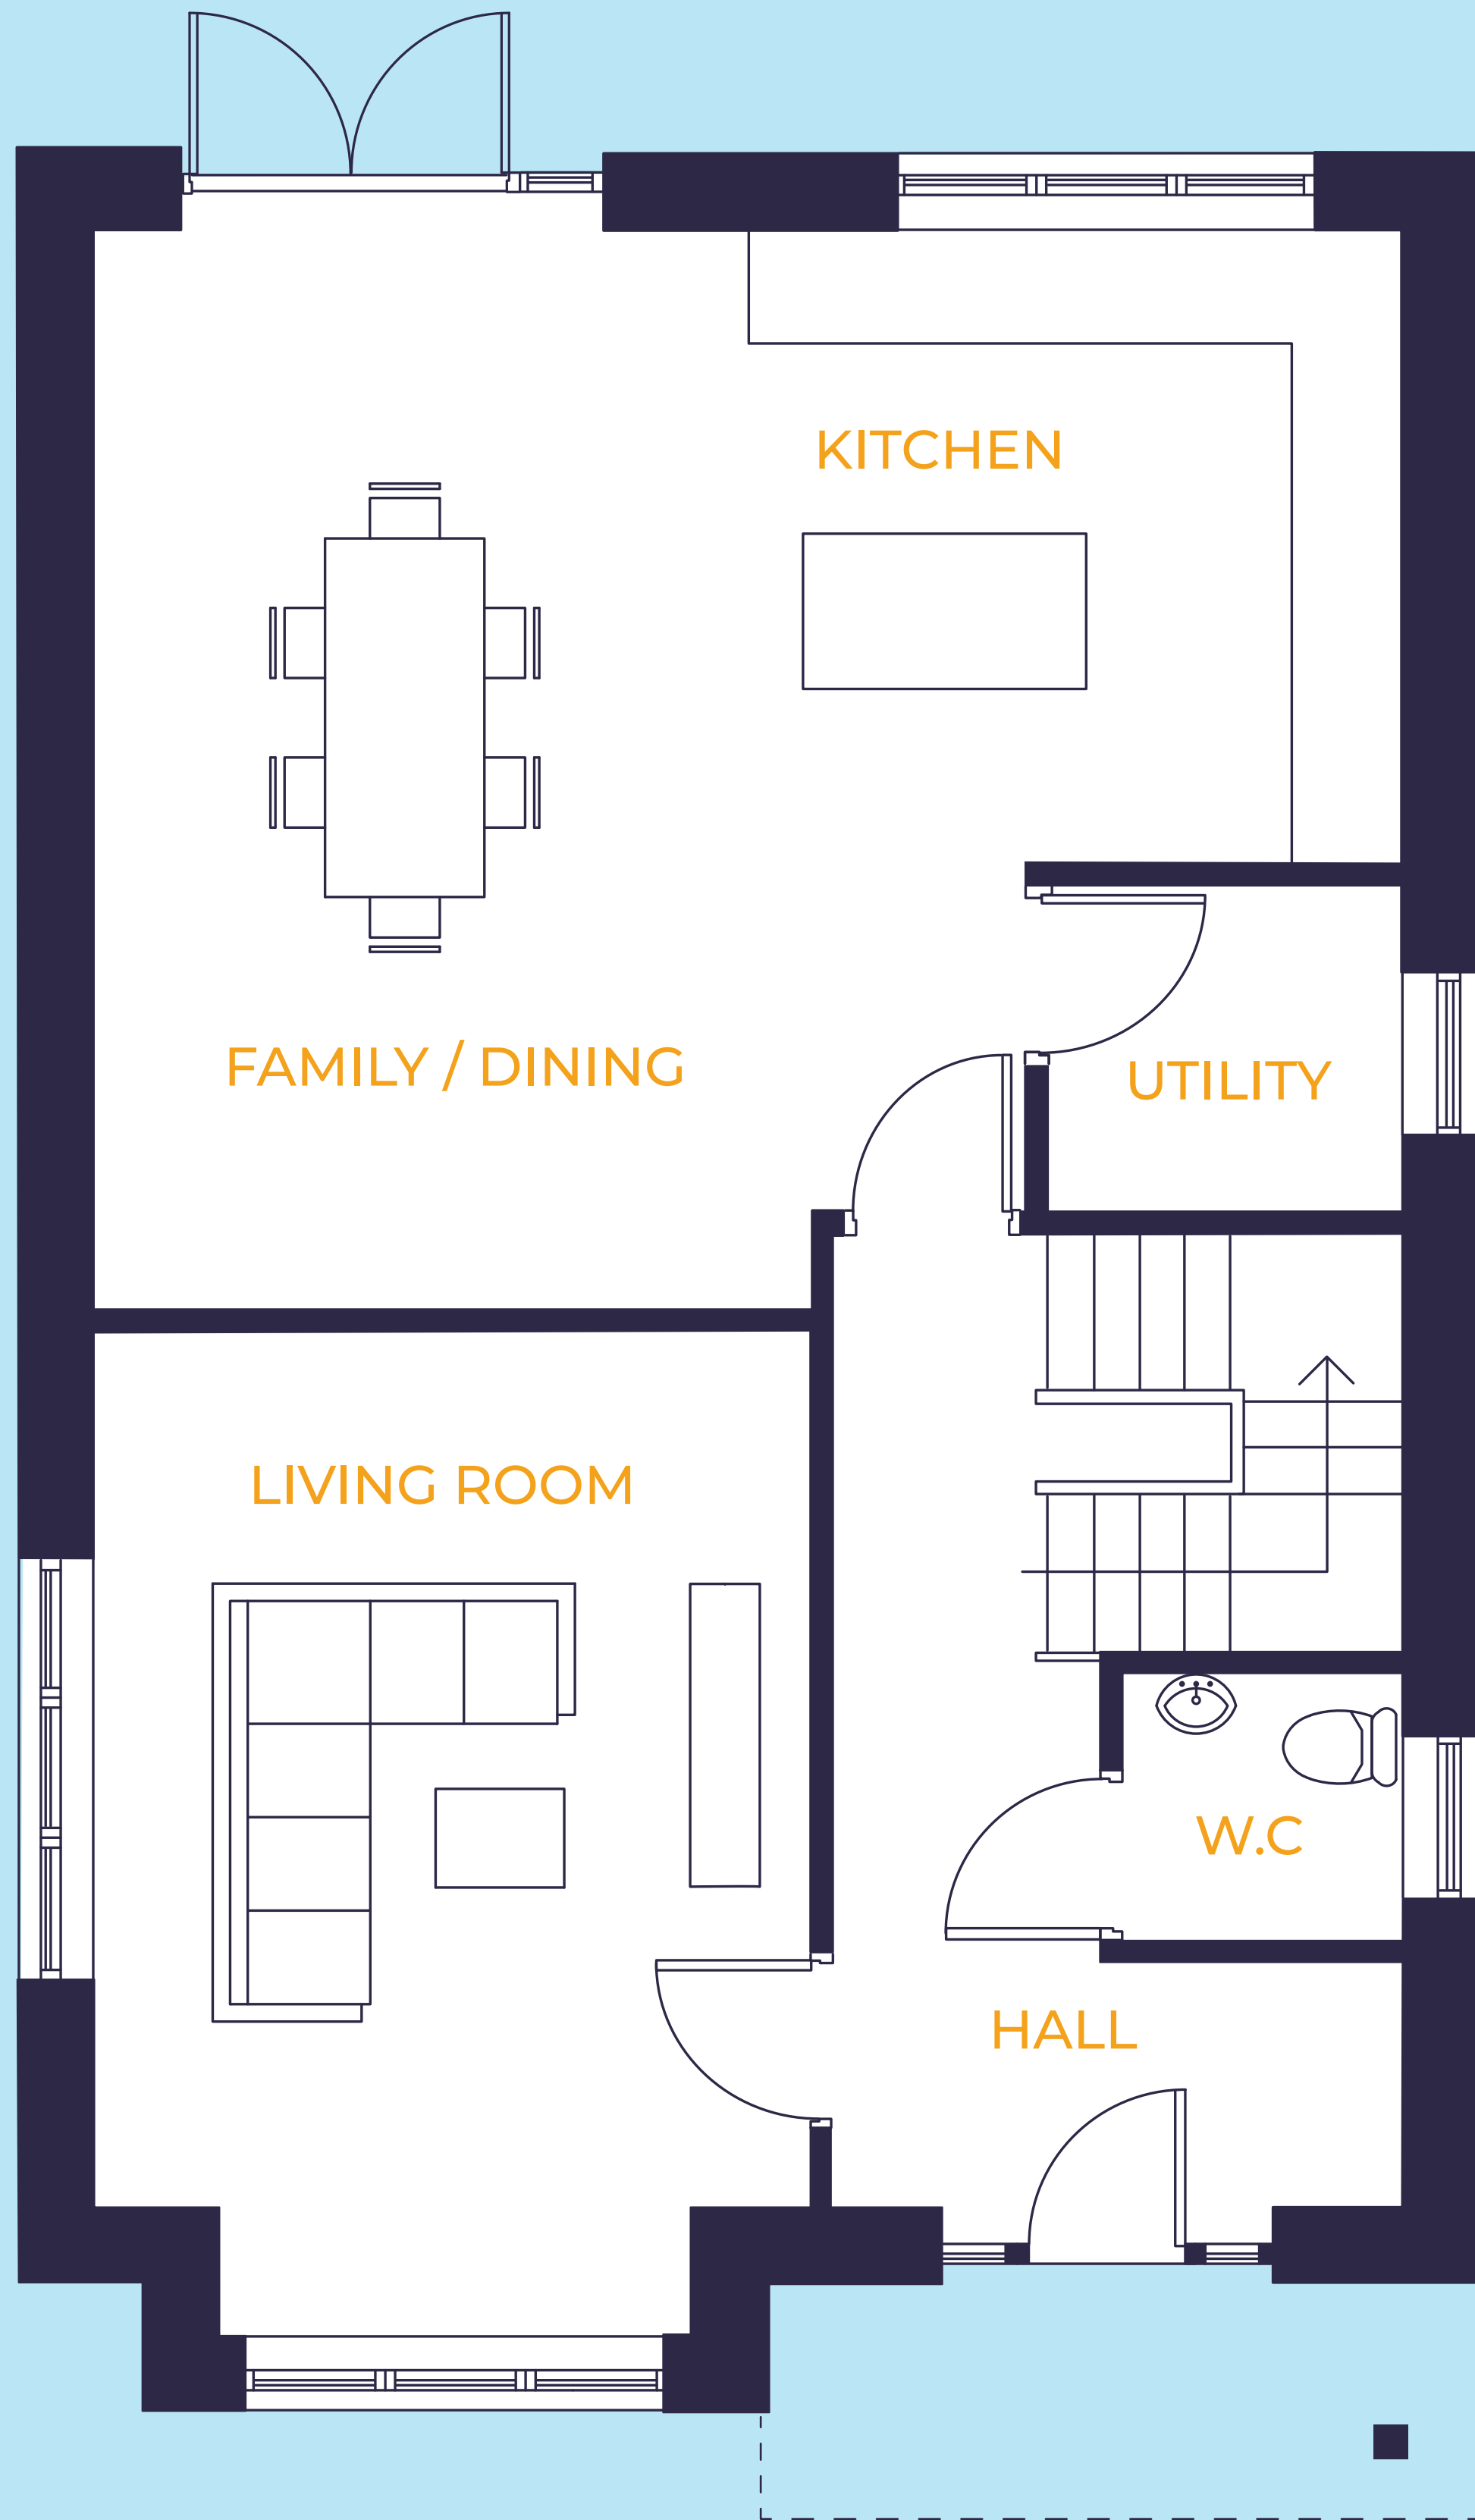 KITCHEN
FAMILY / DINING
UTILITY
LIVING ROOM
W.C
HALL